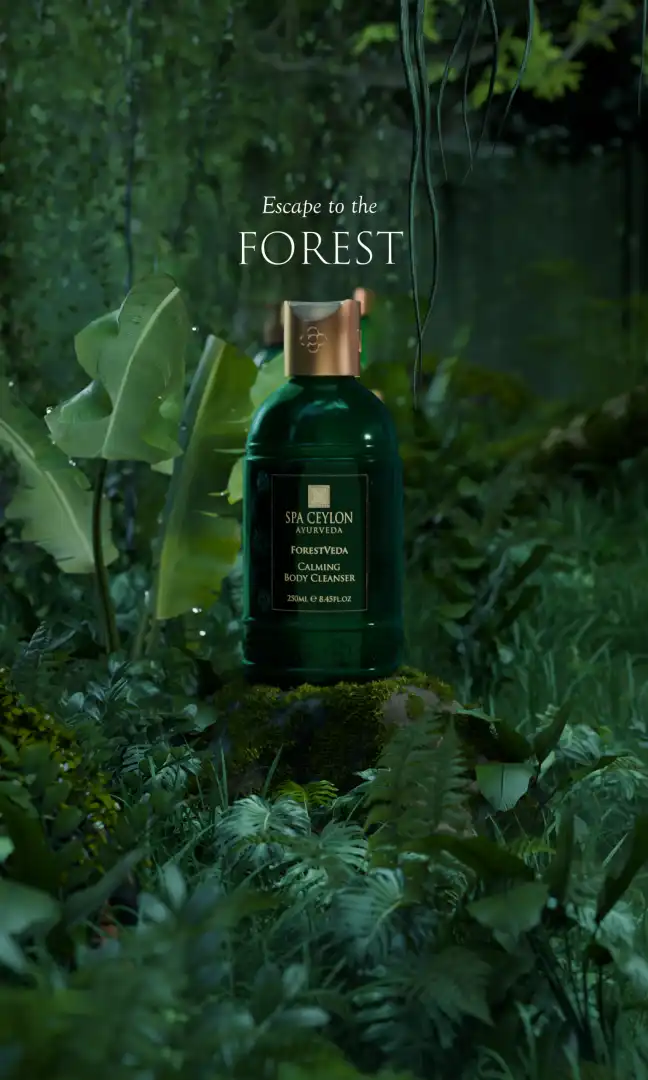 Escape to the
FOREST
SPA CEYLON
AYURVEDA
FORESTVEDA
CALMING
BODY CLEANSER
250ML ℮ 8.45FL.OZ